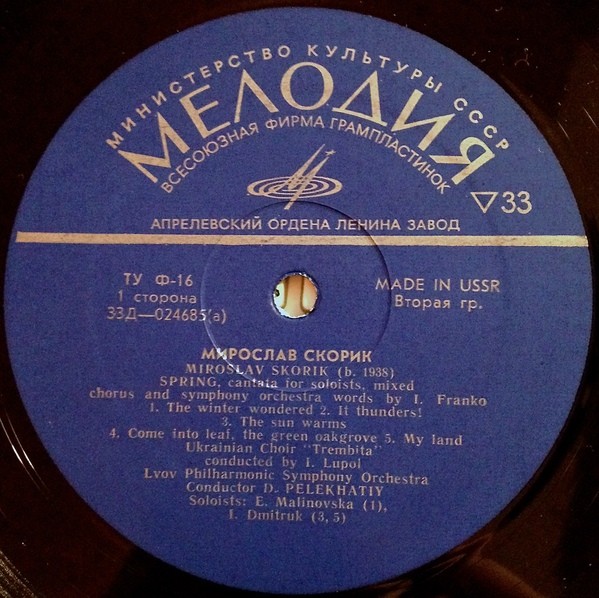 МИНИСТЕРСТВО КУЛЬТУРЫ СССР
МЕЛОДИЯ
ВСЕСОЮЗНАЯ ФИРМА ГРАМПЛАСТИНОК
▽33
АПРЕЛЕВСКИЙ ОРДЕНА ЛЕНИНА ЗАВОД
ТУ Ф-16
1 сторона
33Д—024685(а)
MADE IN USSR
Вторая гр.
МИРОСЛАВ СКОРИК
MIROSLAV SKORIK (b. 1938)
SPRING, cantata for soloists, mixed
chorus and symphony orchestra words by I. Franko
1. The winter wondered 2. It thunders!
3. The sun warms
4. Come into leaf, the green oakgrove 5. My land
Ukrainian Choir "Trembita"
conducted by I. Lupol
Lvov Philharmonic Symphony Orchestra
Conductor D. PELEKHATIY
Soloists: E. Malinovska (1),
I. Dmitruk (3, 5)